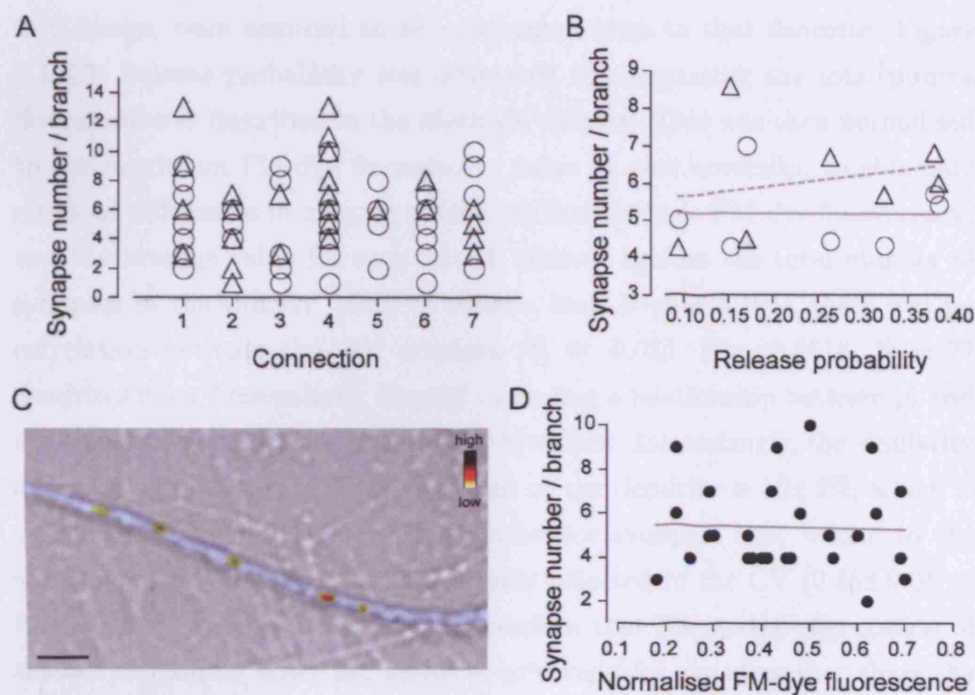 A
Synapse number / branch
14
12
10
8
6
4
2
0
1 2 3 4 5 6 7
Connection
B
Synapse number / branch
9
8
7
6
5
4
3
0.10 0.15 0.20 0.25 0.30 0.35 0.40
Release probability
C
high
low
D
Synapse number / branch
10
8
6
4
2
0.1 0.2 0.3 0.4 0.5 0.6 0.7 0.8
Normalised FM-dye fluorescence